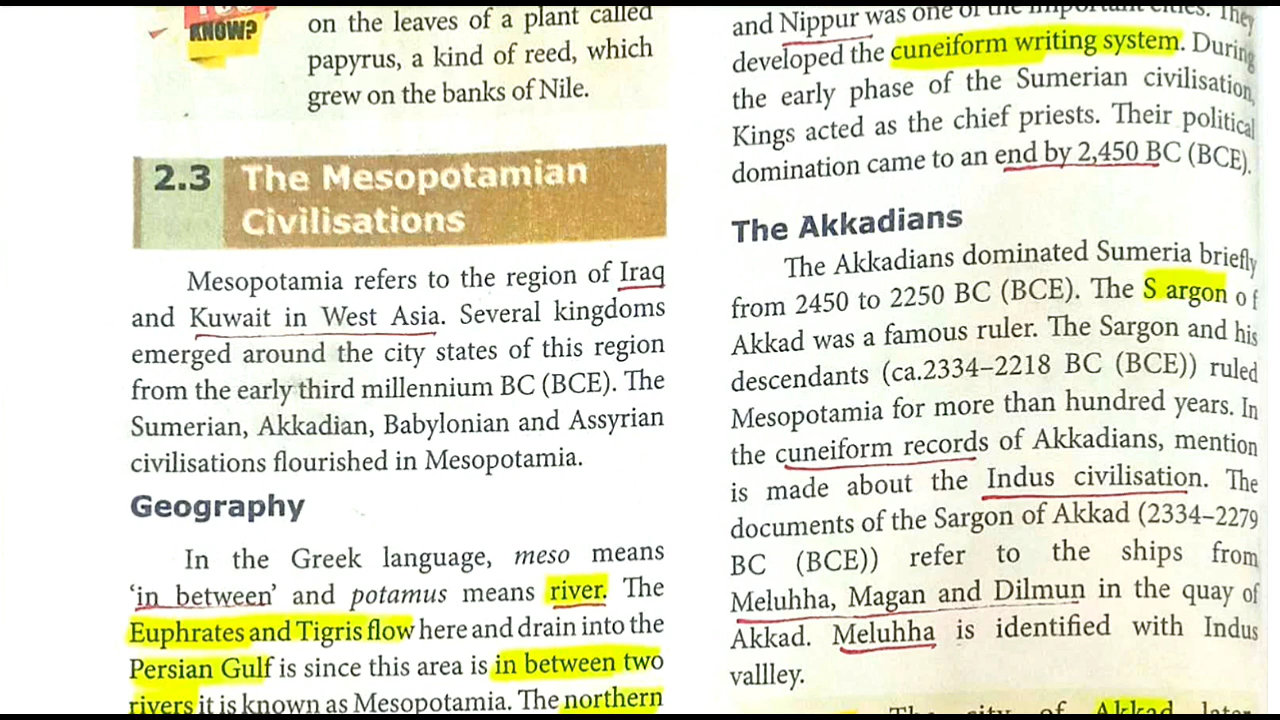 KNOW?
on the leaves of a plant called
papyrus, a kind of reed, which
grew on the banks of Nile.
2.3 The Mesopotamian
Civilisations
Mesopotamia refers to the region of Iraq
and Kuwait in West Asia. Several kingdoms
emerged around the city states of this region
from the early third millennium BC (BCE). The
Sumerian, Akkadian, Babylonian and Assyrian
civilisations flourished in Mesopotamia.
Geography
In the Greek language, meso means
‘in between’ and potamus means river. The
Euphrates and Tigris flow here and drain into the
Persian Gulf is since this area is in between two
rivers it is known as Mesopotamia. The northern
and Nippur was one of the important cities. They
developed the cuneiform writing system. During
the early phase of the Sumerian civilisation,
Kings acted as the chief priests. Their political
domination came to an end by 2,450 BC (BCE).
The Akkadians
The Akkadians dominated Sumeria briefly
from 2450 to 2250 BC (BCE). The S argon of
Akkad was a famous ruler. The Sargon and his
descendants (ca.2334–2218 BC (BCE)) ruled
Mesopotamia for more than hundred years. In
the cuneiform records of Akkadians, mention
is made about the Indus civilisation. The
documents of the Sargon of Akkad (2334–2279
BC (BCE)) refer to the ships from
Meluhha, Magan and Dilmun in the quay of
Akkad. Meluhha is identified with Indus
vallley.
The city of Akkad later